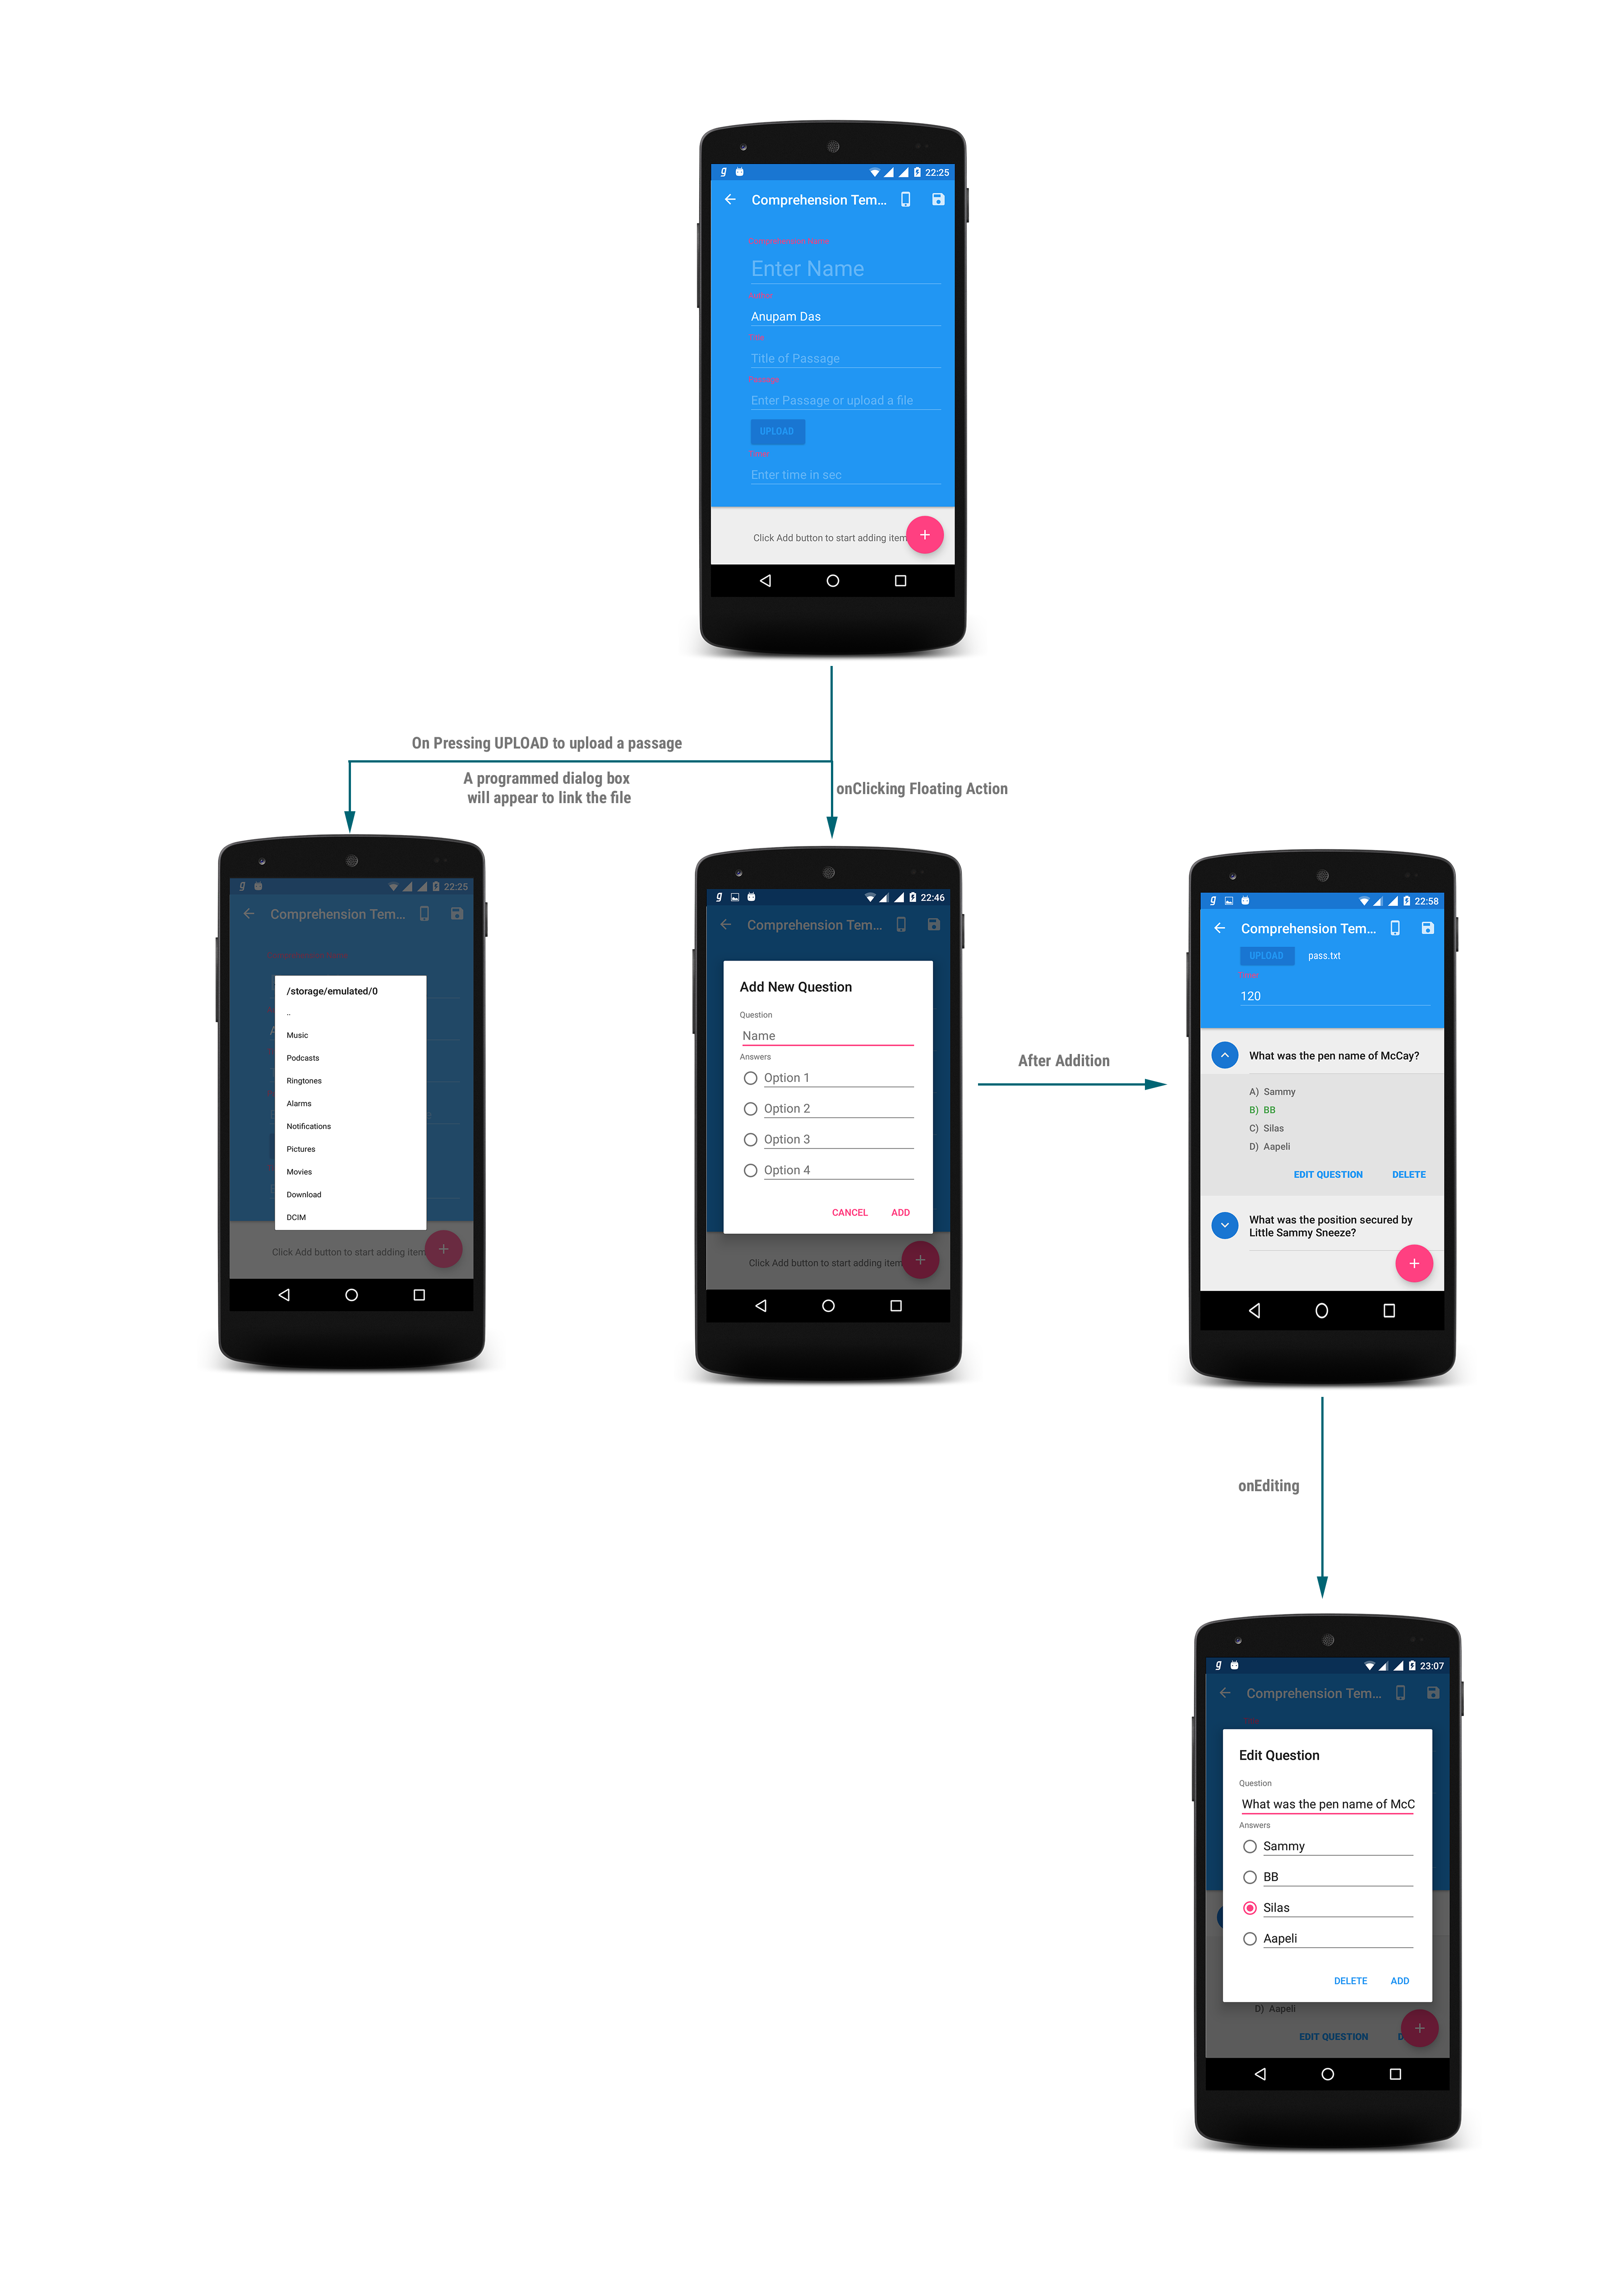 22:25
Comprehension Tem...
Comprehension Name
Enter Name
Author
Anupam Das
Title
Title of Passage
Passage
Enter Passage or upload a file
UPLOAD
Timer
Enter time in sec
Click Add button to start adding item
On Pressing UPLOAD to upload a passage
A programmed dialog box
will appear to link the file
onClicking Floating Action
22:25
Comprehension Tem...
/storage/emulated/0
..
Music
Podcasts
Ringtones
Alarms
Notifications
Pictures
Movies
Download
DCIM
Click Add button to start adding item
22:46
Comprehension Tem...
Add New Question
Question
Name
Answers
Option 1
Option 2
Option 3
Option 4
CANCEL ADD
Click Add button to start adding item
After Addition
22:58
Comprehension Tem...
UPLOAD pass.txt
Timer
120
What was the pen name of McCay?
A) Sammy
B) BB
C) Silas
D) Aapeli
EDIT QUESTION DELETE
What was the position secured by
Little Sammy Sneeze?
onEditing
23:07
Comprehension Tem...
Edit Question
Question
What was the pen name of McC
Answers
Sammy
BB
Silas
Aapeli
DELETE ADD
D) Aapeli
EDIT QUESTION D